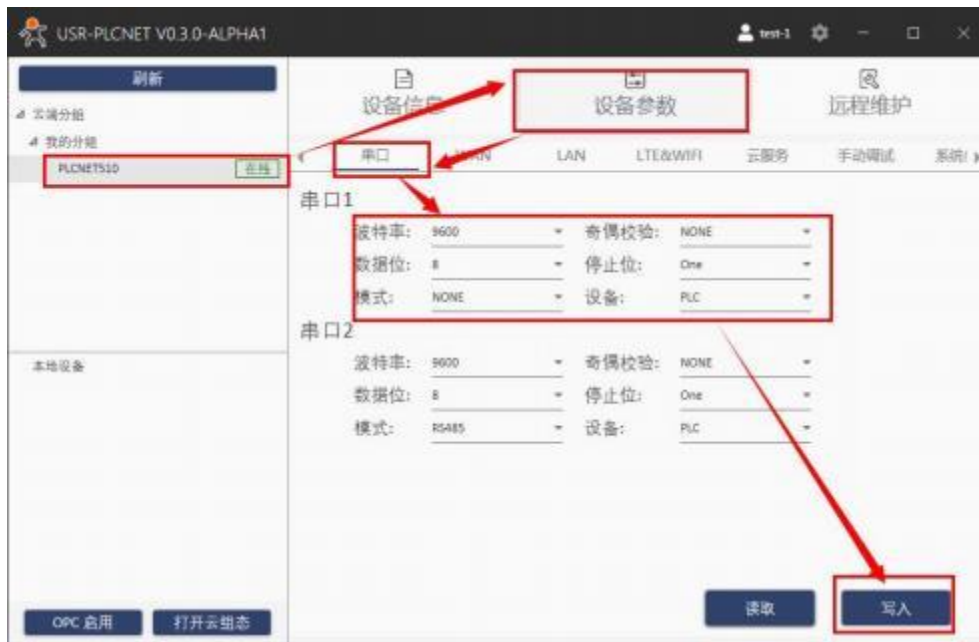 USR-PLCNET V0.3.0-ALPHA1
test-1
刷新
云端分组
我的分组
PLCNET510 在线
本地设备
OPC 启用
打开云组态
设备信息
设备参数
远程维护
串口 LAN LTE&WIFI 云服务 手动调试
串口1
波特率: 9600 奇偶校验: NONE
数据位: 8 停止位: One
模式: NONE 设备: PLC
串口2
波特率: 9600 奇偶校验: NONE
数据位: 8 停止位: One
模式: RS485 设备: PLC
读取
写入